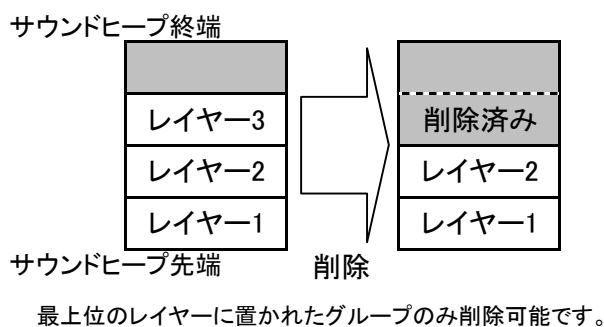 サウンドヒープ終端
レイヤー3
レイヤー2
レイヤー1
削除済み
レイヤー2
レイヤー1
サウンドヒープ先端
削除
最上位のレイヤーに置かれたグループのみ削除可能です。